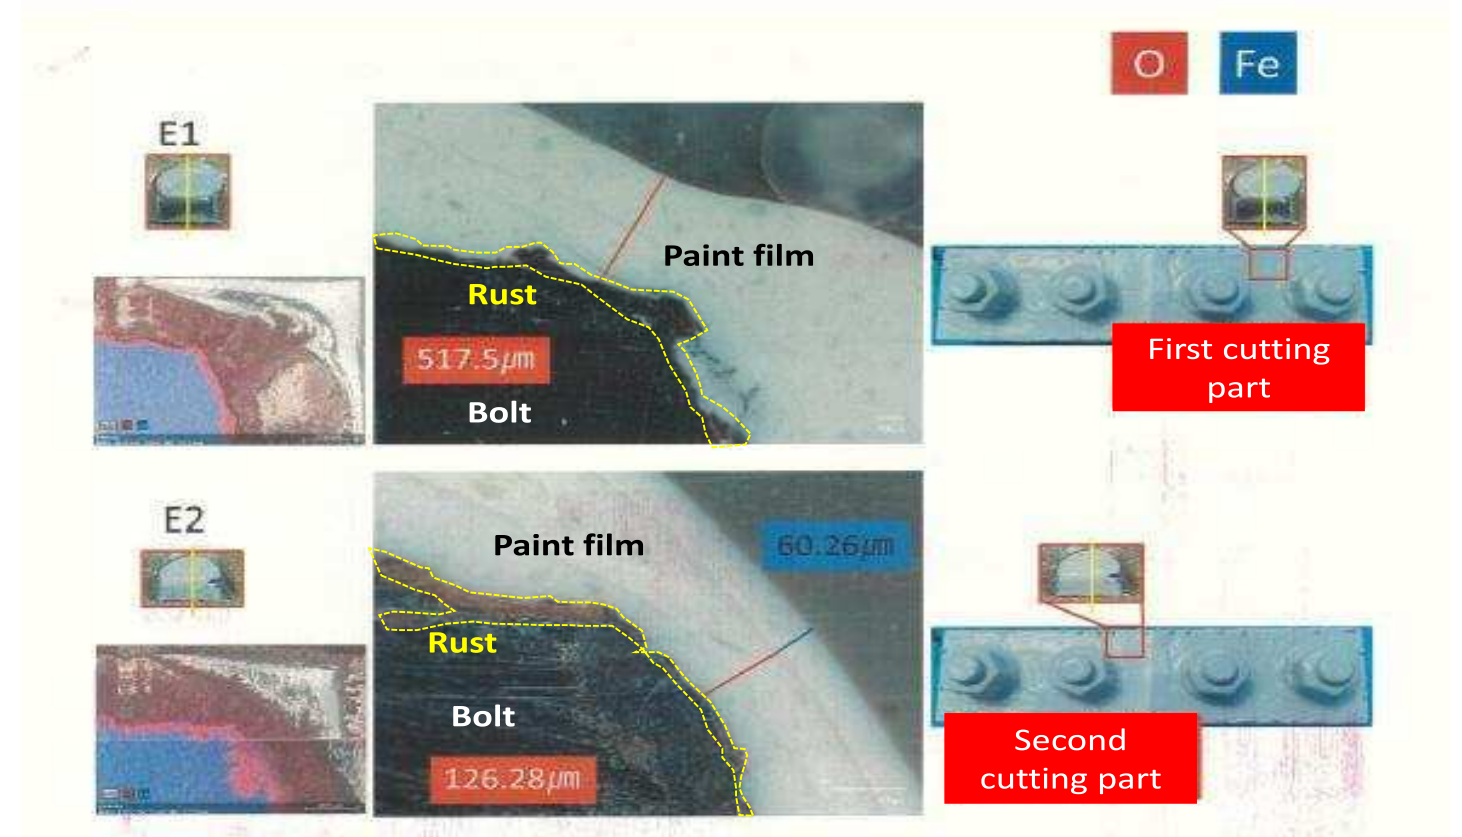 O Fe
E1
Paint film
Rust
517.5μm
Bolt
First cutting
part
E2
Paint film
60.26μm
Rust
Bolt
126.28μm
Second
cutting part